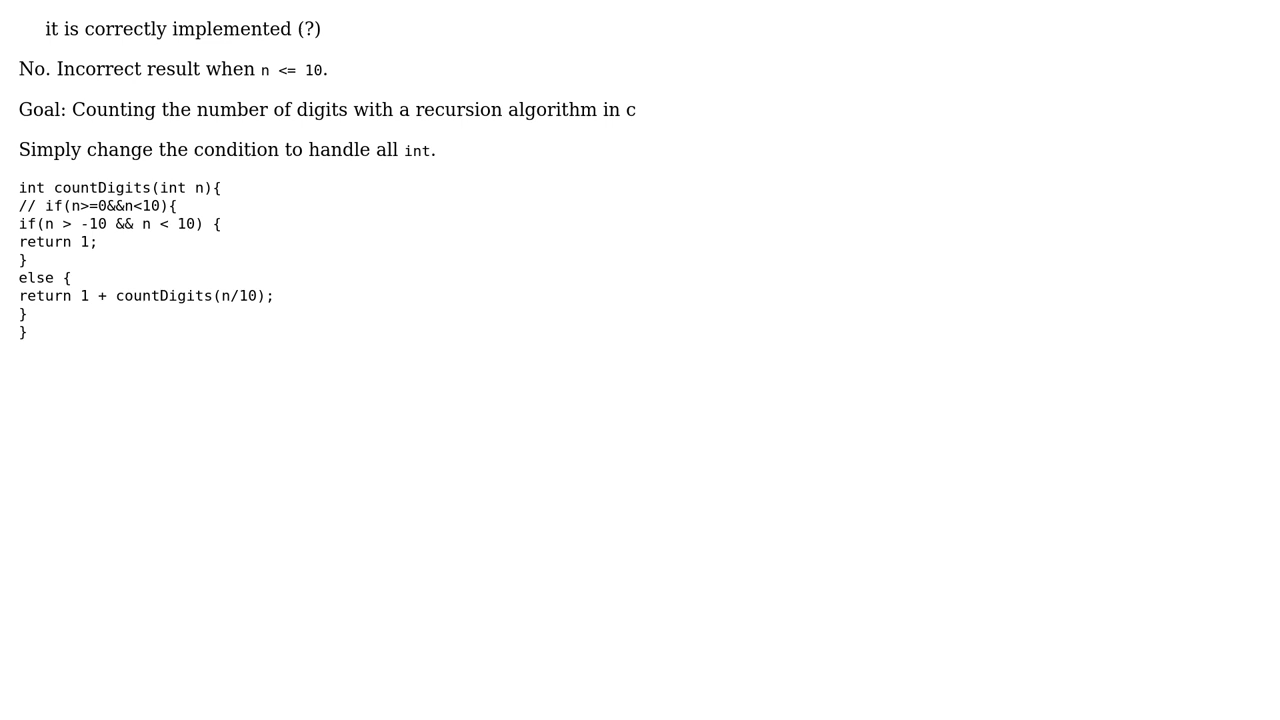 it is correctly implemented (?)
No. Incorrect result when n <= 10.
Goal: Counting the number of digits with a recursion algorithm in c
Simply change the condition to handle all int.
int countDigits(int n){
// if(n>=0&&n<10){
if(n > -10 && n < 10) {
return 1;
}
else {
return 1 + countDigits(n/10);
}
}